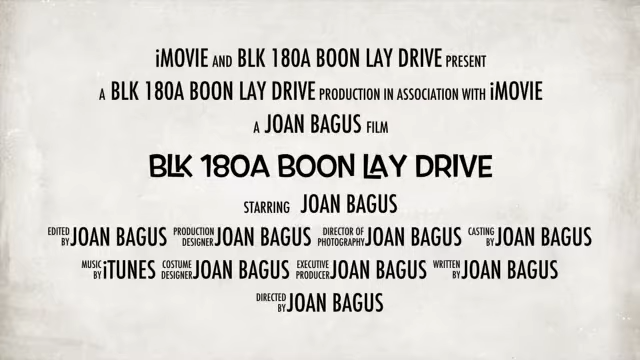 iMOVIE AND BLK 180A BOON LAY DRIVE PRESENT
A BLK 180A BOON LAY DRIVE PRODUCTION IN ASSOCIATION WITH iMOVIE
A JOAN BAGUS FILM
BLK 180A BOON LAY DRIVE
STARRING JOAN BAGUS
EDITED BY JOAN BAGUS PRODUCTION DESIGNER JOAN BAGUS DIRECTOR OF PHOTOGRAPHY JOAN BAGUS CASTING BY JOAN BAGUS
MUSIC BY iTUNES COSTUME DESIGNER JOAN BAGUS EXECUTIVE PRODUCER JOAN BAGUS WRITTEN BY JOAN BAGUS
DIRECTED BY JOAN BAGUS